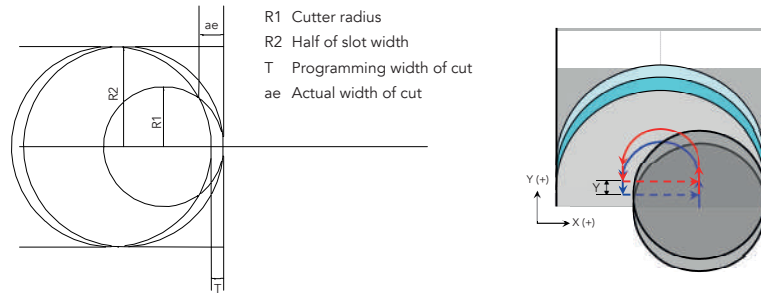 ae
R2
R1
T
R1 Cutter radius
R2 Half of slot width
T Programming width of cut
ae Actual width of cut
Y
Y (+)
X (+)